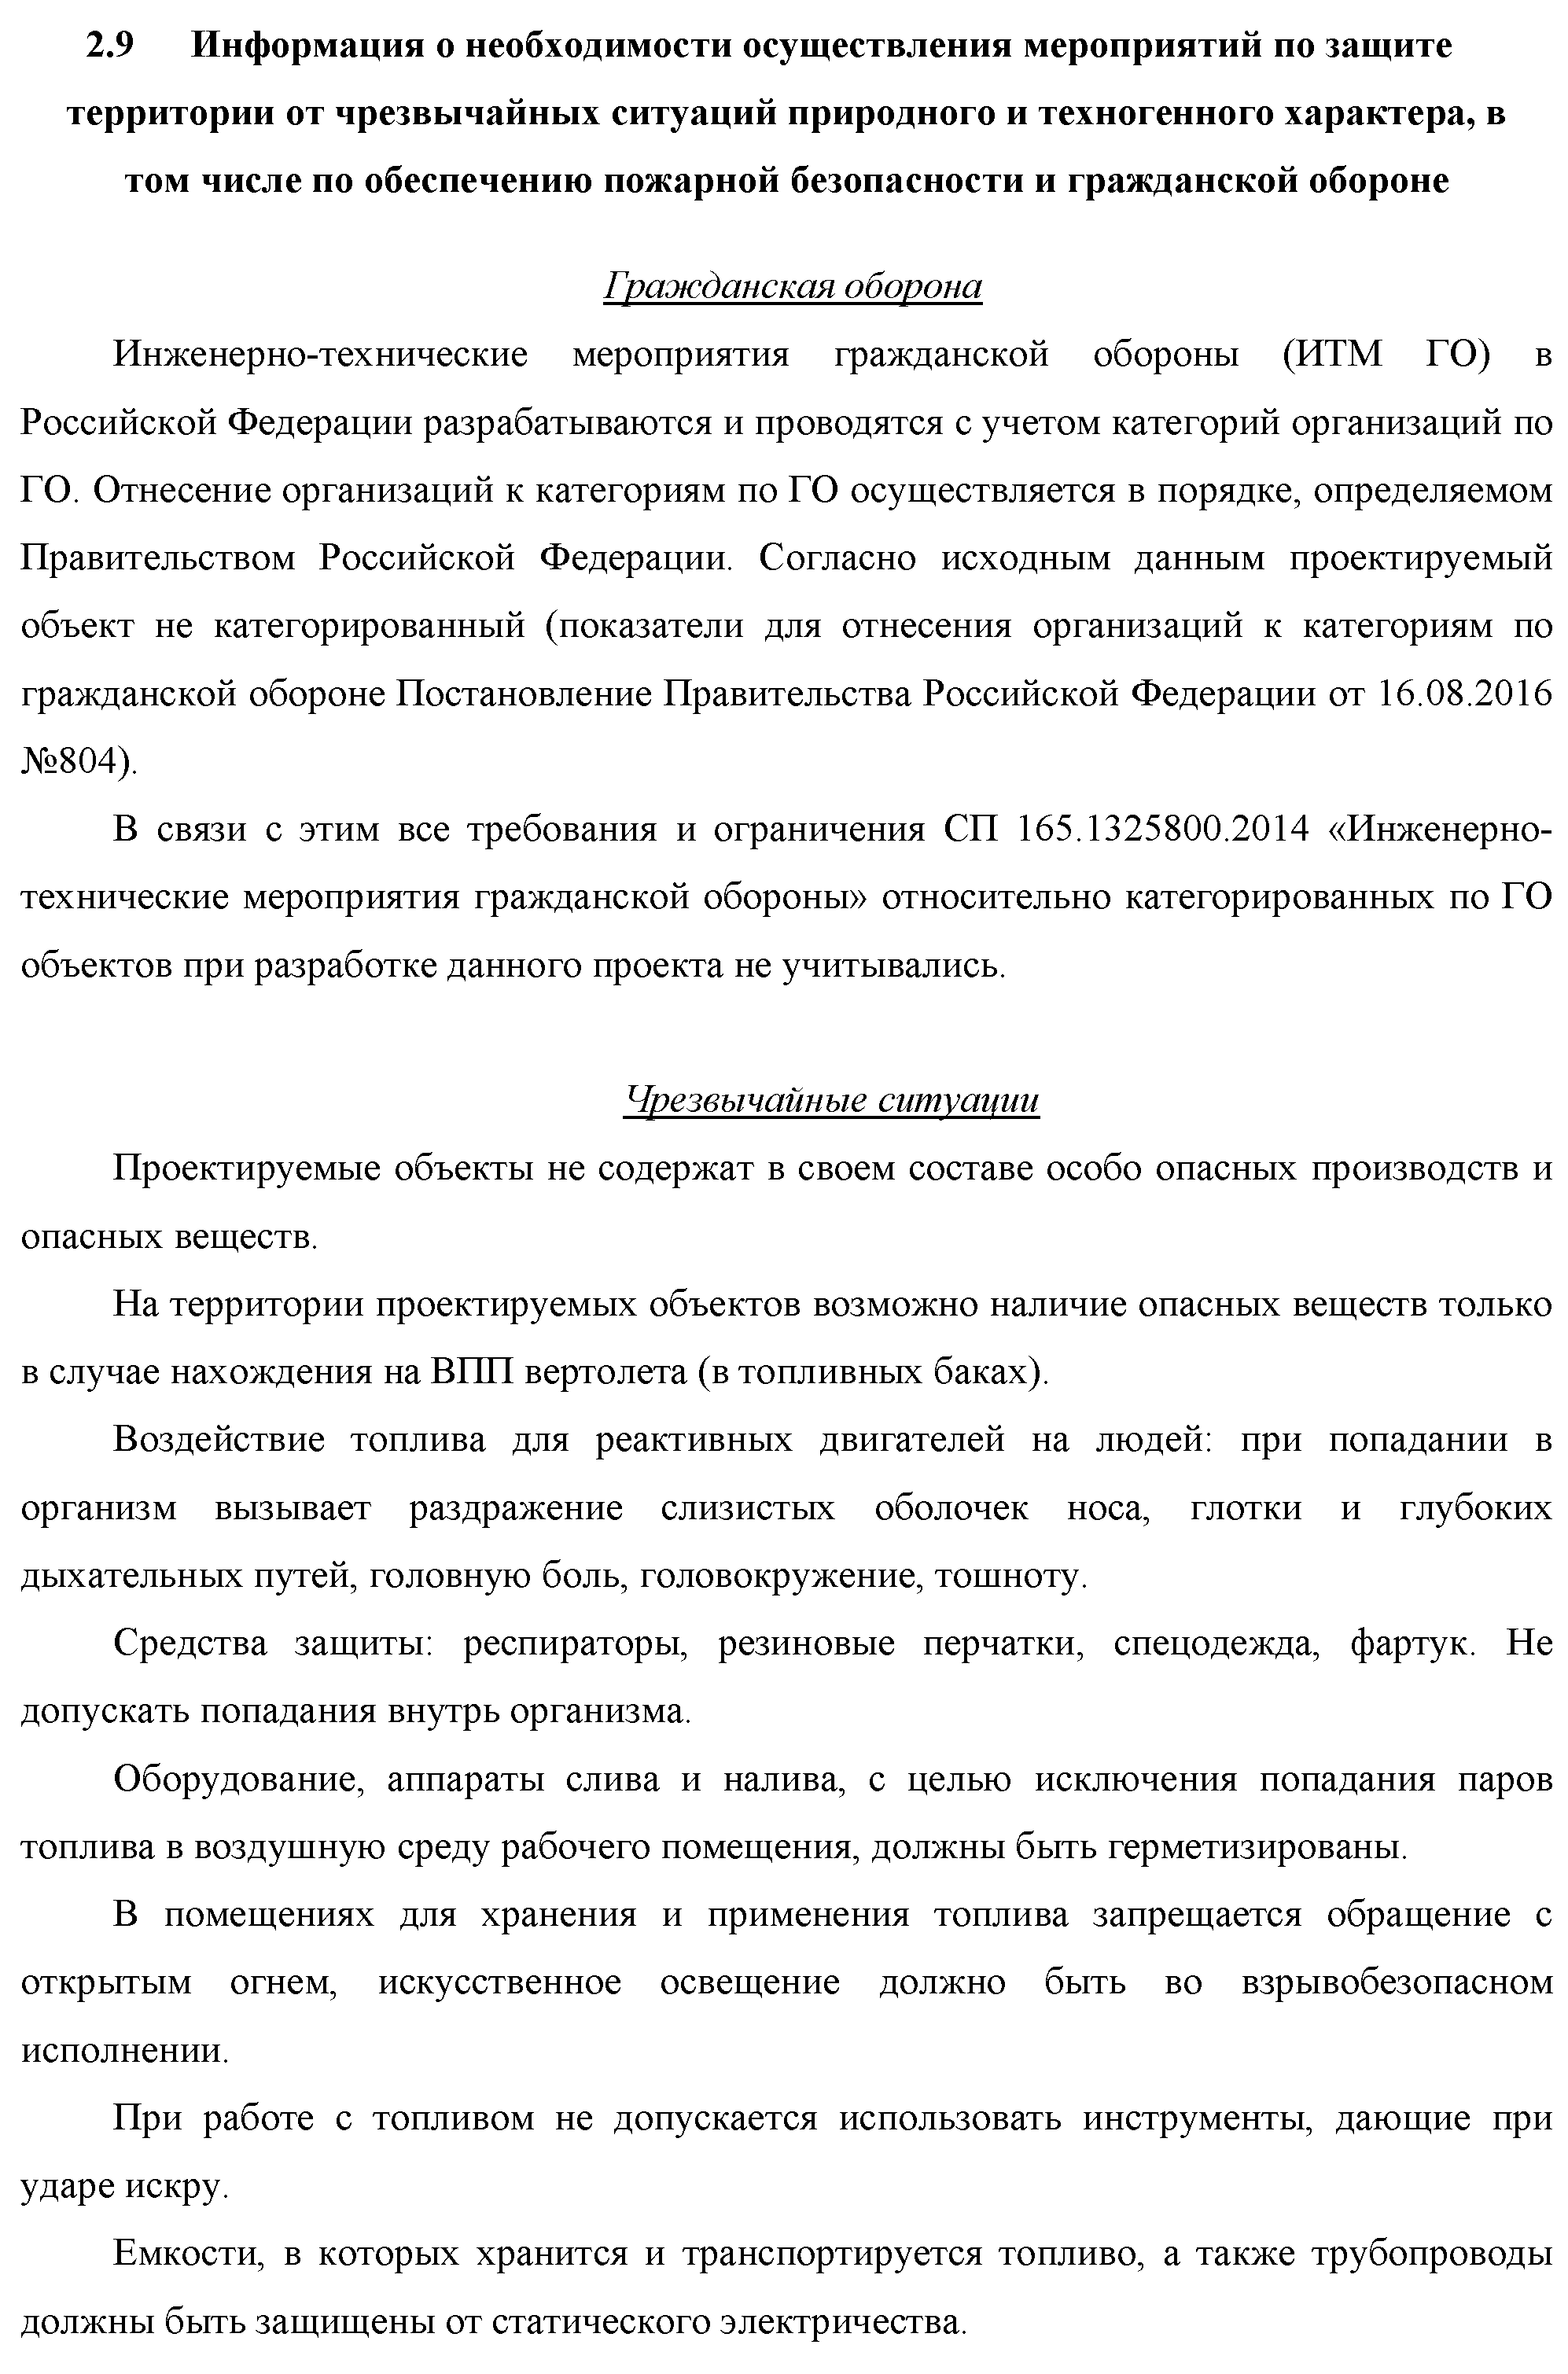 2.9 Информация о необходимости осуществления мероприятий по защите
территории от чрезвычайных ситуаций природного и техногенного характера, в
том числе по обеспечению пожарной безопасности и гражданской обороне
Гражданская оборона
Инженерно-технические мероприятия гражданской обороны (ИТМ ГО) в
Российской Федерации разрабатываются и проводятся с учетом категорий организаций по
ГО. Отнесение организаций к категориям по ГО осуществляется в порядке, определяемом
Правительством Российской Федерации. Согласно исходным данным проектируемый
объект не категорированный (показатели для отнесения организаций к категориям по
гражданской обороне Постановление Правительства Российской Федерации от 16.08.2016
№804).
В связи с этим все требования и ограничения СП 165.1325800.2014 «Инженерно-
технические мероприятия гражданской обороны» относительно категорированных по ГО
объектов при разработке данного проекта не учитывались.
Чрезвычайные ситуации
Проектируемые объекты не содержат в своем составе особо опасных производств и
опасных веществ.
На территории проектируемых объектов возможно наличие опасных веществ только
в случае нахождения на ВПП вертолета (в топливных баках).
Воздействие топлива для реактивных двигателей на людей: при попадании в
организм вызывает раздражение слизистых оболочек носа, глотки и глубоких
дыхательных путей, головную боль, головокружение, тошноту.
Средства защиты: респираторы, резиновые перчатки, спецодежда, фартук. Не
допускать попадания внутрь организма.
Оборудование, аппараты слива и налива, с целью исключения попадания паров
топлива в воздушную среду рабочего помещения, должны быть герметизированы.
В помещениях для хранения и применения топлива запрещается обращение с
открытым огнем, искусственное освещение должно быть во взрывобезопасном
исполнении.
При работе с топливом не допускается использовать инструменты, дающие при
ударе искру.
Емкости, в которых хранится и транспортируется топливо, а также трубопроводы
должны быть защищены от статического электричества.